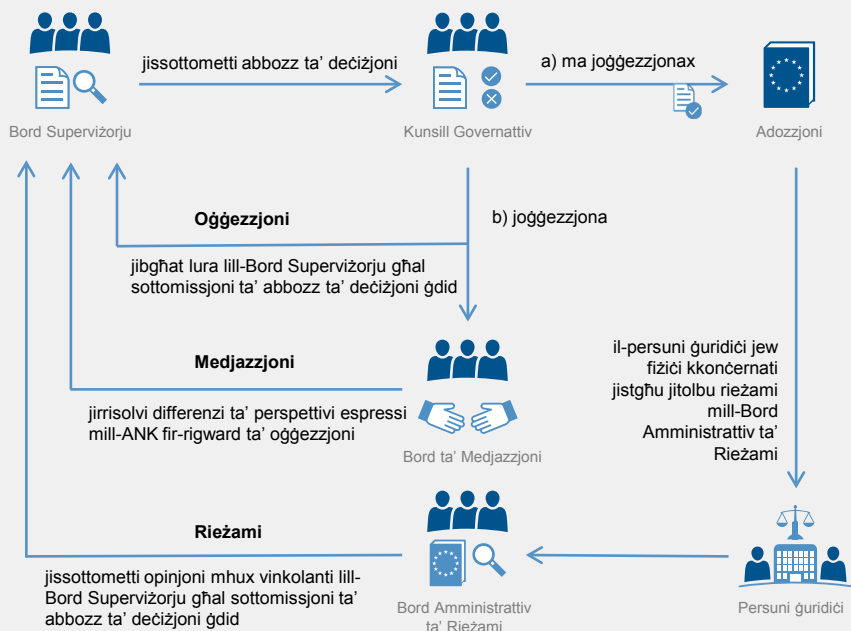 jissottometti abbozz ta' deċiżjoni
a) ma joġġezzjonax
Bord Superviżorju
Kunsill Governattiv
Adozzjoni
Oġġezzjoni
b) joġġezzjona
jibgħat lura lill-Bord Superviżorju għal
sottomissjoni ta' abbozz ta' deċiżjoni ġdid
Medjazzjoni
jirrisolvi differenzi ta' perspettivi espressi
mill-ANK fir-rigward ta' oġġezzjoni
Bord ta' Medjazzjoni
il-persuni ġuridiċi jew
fiżiċi kkonċernati
jistgħu jitolbu rieżami
mill-Bord
Amministrattiv ta'
Rieżami
Rieżami
jissottometti opinjoni mhux vinkolanti lill-
Bord Superviżorju għal sottomissjoni ta'
abbozz ta' deċiżjoni ġdid
Bord Amministrattiv
ta' Rieżami
Persuni ġuridiċi